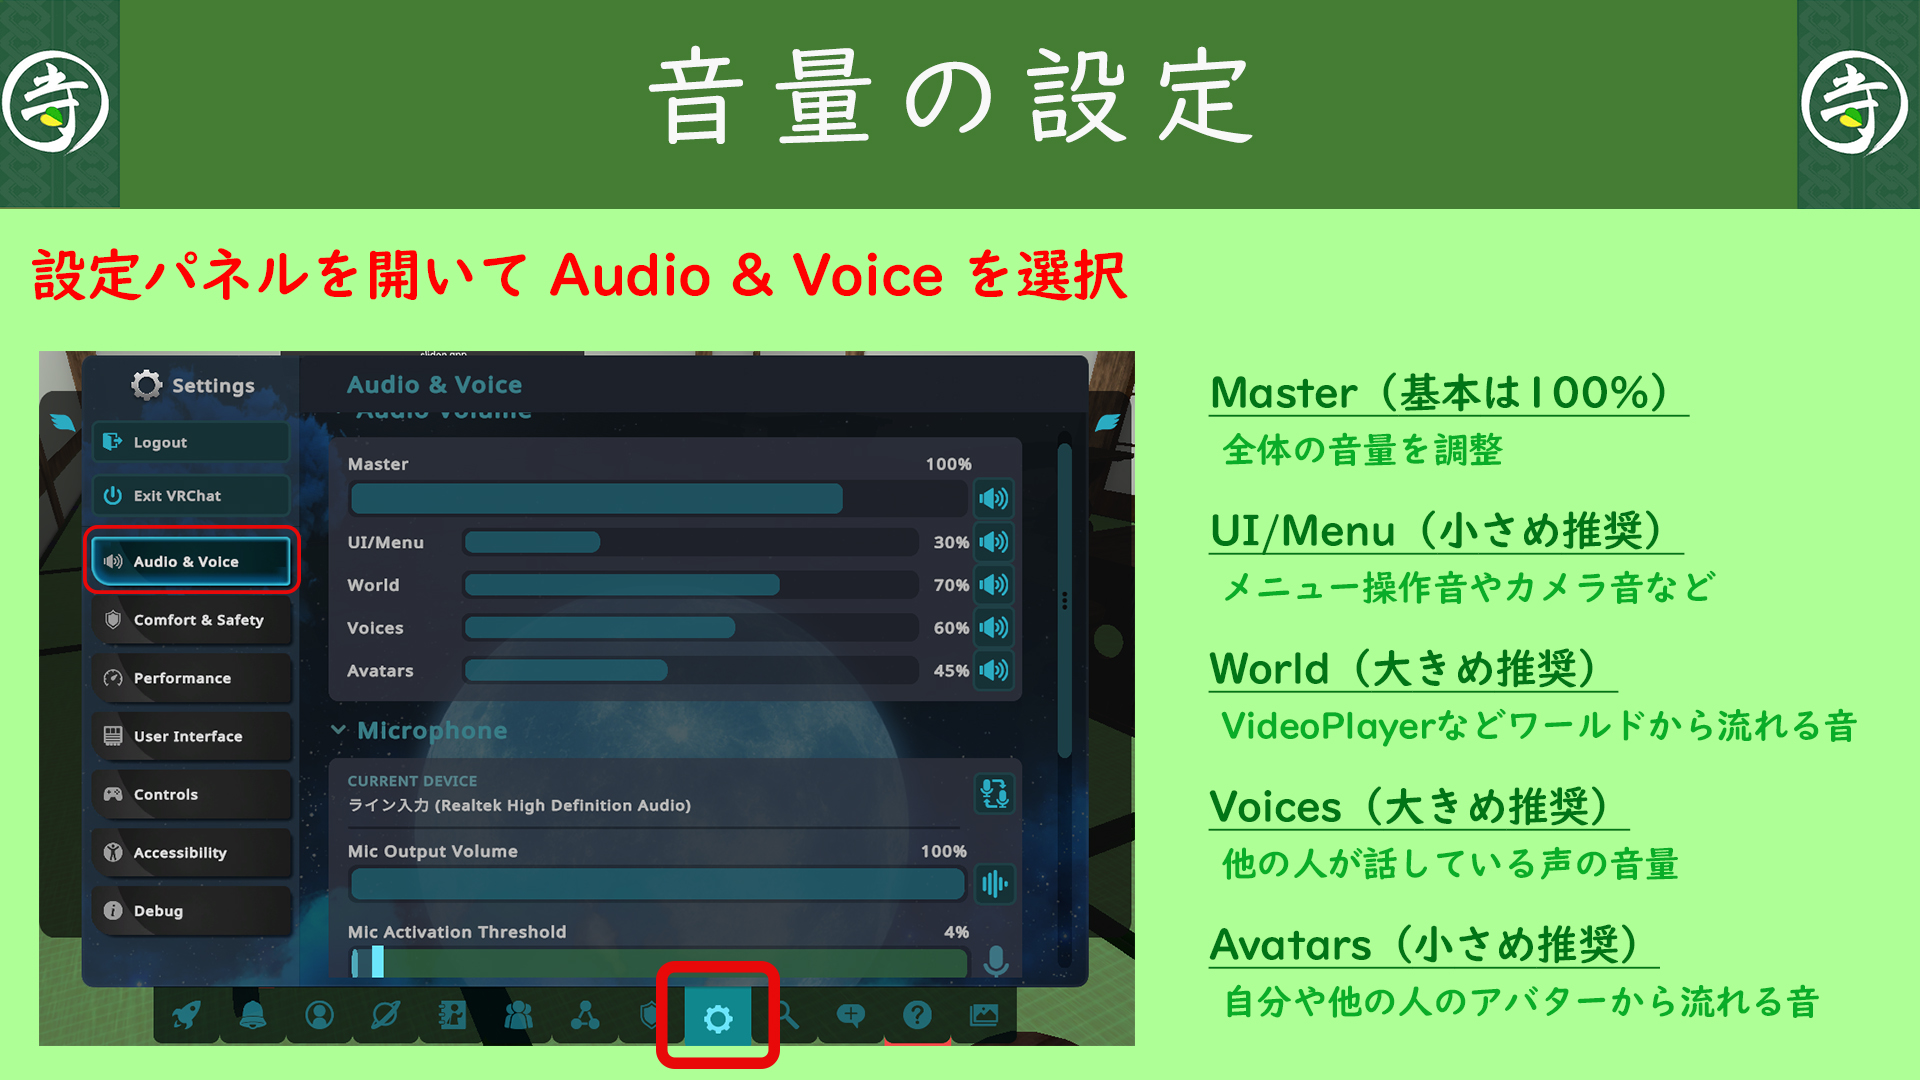 音量の設定
寺
寺
設定パネルを開いて Audio & Voice を選択
Settings
Logout
Exit VRChat
Audio & Voice
Comfort & Safety
Performance
User Interface
Controls
Accessibility
Debug
Audio & Voice
Audio Volume
Master 100%
UI/Menu 30%
World 70%
Voices 60%
Avatars 45%
Microphone
CURRENT DEVICE
ライン入力 (Realtek High Definition Audio)
Mic Output Volume 100%
Mic Activation Threshold 4%
Master（基本は100%）
全体の音量を調整
UI/Menu（小さめ推奨）
メニュー操作音やカメラ音など
World（大きめ推奨）
VideoPlayerなどワールドから流れる音
Voices（大きめ推奨）
他の人が話している声の音量
Avatars（小さめ推奨）
自分や他の人のアバターから流れる音